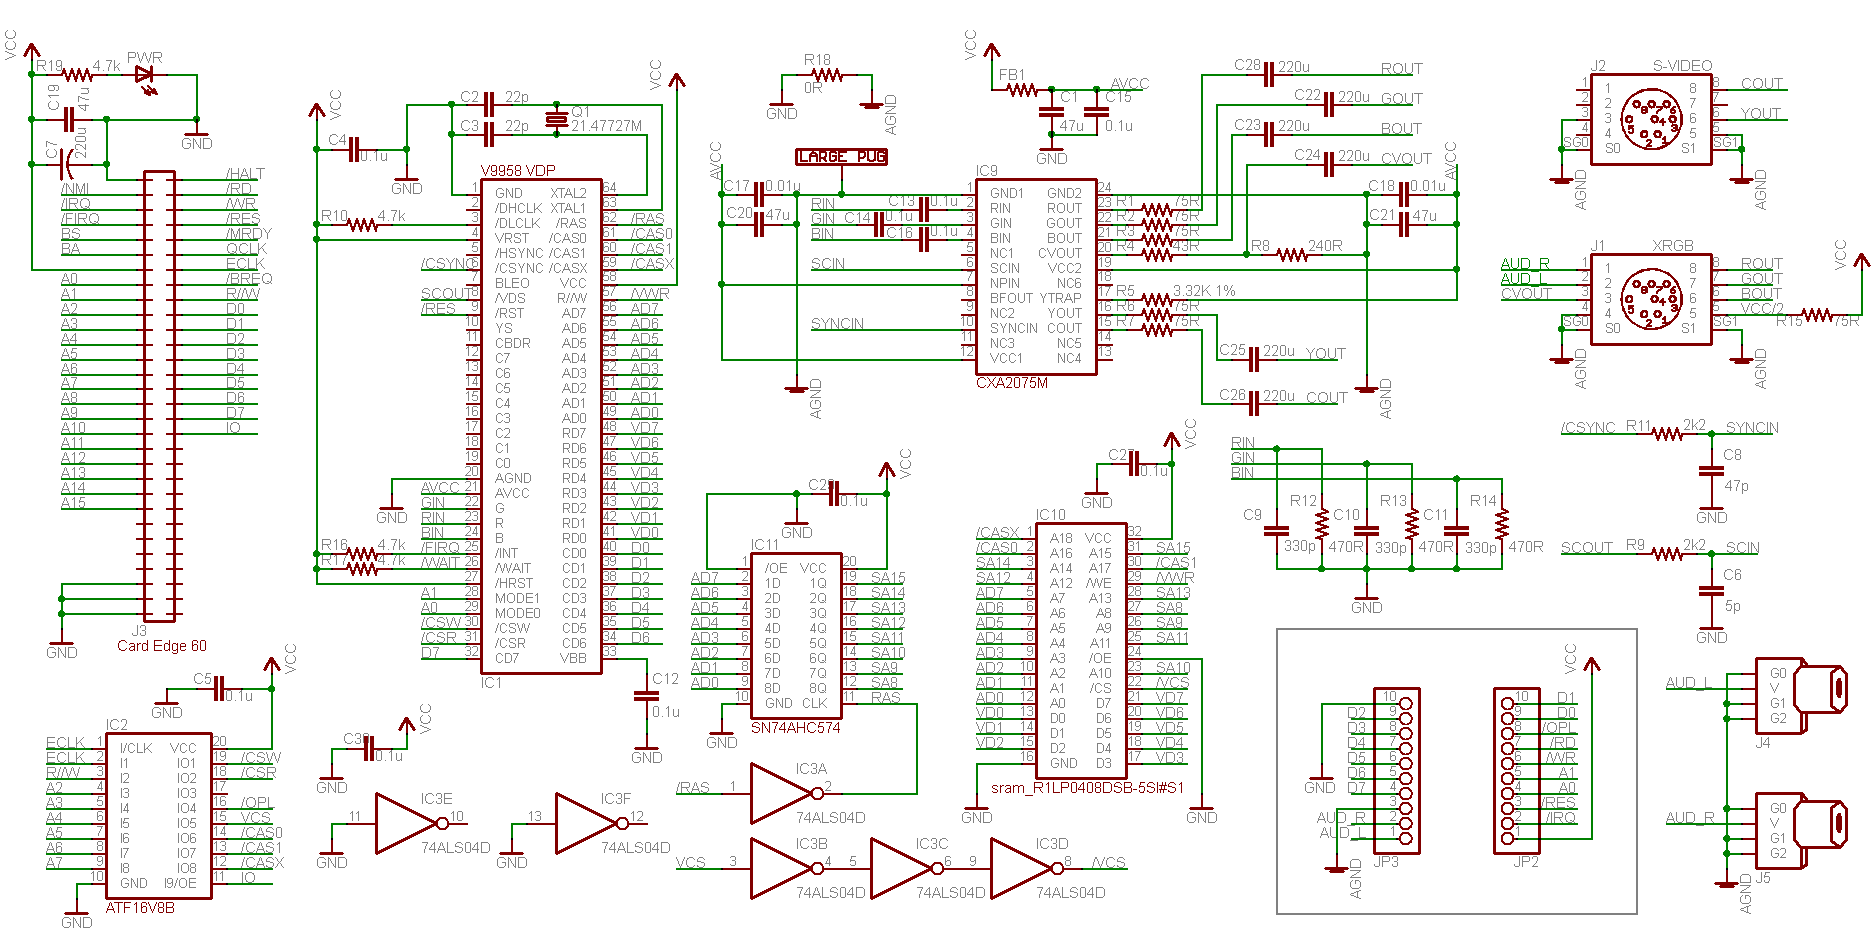 VCC
R19 4.7k
PWR
C19 47u
C7 220u
GND
/NMI
/IRQ
/FIRQ
BS
BA
A0
A1
A2
A3
A4
A5
A6
A7
A8
A9
A10
A11
A12
A13
A14
A15
/HALT
/RD
/WR
/RES
/MRDY
QCLK
ECLK
/BREQ
R//W
D0
D1
D2
D3
D4
D5
D6
D7
IO
GND
J3
Card Edge 60
VCC
C4 0.1u
GND
R10 4.7k
C2 22p
C3 22p
Q1
21.47727M
VCC
V9958 VDP
1 GND XTAL2 64
2 /DHCLK XTAL1 63
3 /DLCLK /RAS 62 /RAS
4 VRST /CAS0 61 /CAS0
5 /HSYNC /CAS1 60 /CAS1
/CSYNC 6 /CSYNC /CASX 59 /CASX
7 BLEO VCC 58
SCOUT 8 /VDS R//W 57 /VWR
/RES 9 /RST AD7 56 AD7
10 YS AD6 55 AD6
11 CBDR AD5 54 AD5
12 C7 AD4 53 AD4
13 C6 AD3 52 AD3
14 C5 AD2 51 AD2
15 C4 AD1 50 AD1
16 C3 AD0 49 AD0
17 C2 RD7 48 VD7
18 C1 RD6 47 VD6
19 C0 RD5 46 VD5
20 AGND RD4 45 VD4
AVCC 21 AVCC RD3 44 VD3
GIN 22 G RD2 43 VD2
RIN 23 R RD1 42 VD1
BIN 24 B RD0 41 VD0
/FIRQ 25 /INT CD0 40 D0
/WAIT 26 /WAIT CD1 39 D1
27 /HRST CD2 38 D2
A1 28 MODE1 CD3 37 D3
A0 29 MODE0 CD4 36 D4
/CSW 30 /CSW CD5 35 D5
/CSR 31 /CSR CD6 34 D6
D7 32 CD7 VBB 33
IC1
GND
R16 4.7k
R17 4.7k
C12
0.1u
GND
R18
0R
GND AGND
LARGE PUG
AVCC
C17 0.01u
C20 47u
AGND
RIN C13 0.1u
GIN C14 0.1u
BIN C16 0.1u
SCIN
SYNCIN
VCC
FB1
AVCC
C1
47u
C15
0.1u
GND
IC9
1 GND1 GND2 24
2 RIN ROUT 23
3 GIN GOUT 22
4 BIN BOUT 21
5 NC1 CVOUT 20
6 SCIN VCC2 19
7 NPIN NC6 18
8 BFOUT YTRAP 17
9 NC2 YOUT 16
10 SYNCIN COUT 15
11 NC3 NC5 14
12 VCC1 NC4 13
CXA2075M
R1 75R
R2 75R
R3 75R
R4 43R
R5 3.32K 1%
R6 75R
R7 75R
R8 240R
C28 220u ROUT
C22 220u GOUT
C23 220u BOUT
C24 220u CVOUT
AVCC
C18 0.01u
C21 47u
C25 220u YOUT
C26 220u COUT
AGND
J2 S-VIDEO
1 1 8 8 COUT
2 2 7 7
3 3 6 6 YOUT
4 4 5 5
SG0 S0 S1 SG1
AGND AGND
J1 XRGB
AUD_R 1 1 8 8 ROUT
AUD_L 2 2 7 7 GOUT
CVOUT 3 3 6 6 BOUT
4 4 5 5 VCC/2
SG0 S0 S1 SG1
R15 75R
VCC
AGND AGND
/CSYNC R11 2k2 SYNCIN
C8
47p
GND
SCOUT R9 2k2 SCIN
C6
5p
GND
RIN
GIN
BIN
C9 330p
R12 470R
C10 330p
R13 470R
C11 330p
R14 470R
GND
VCC
C29 0.1u
GND
IC11
1 /OE VCC 20
AD7 2 1D 1Q 19 SA15
AD6 3 2D 2Q 18 SA14
AD5 4 3D 3Q 17 SA13
AD4 5 4D 4Q 16 SA12
AD3 6 5D 5Q 15 SA11
AD2 7 6D 6Q 14 SA10
AD1 8 7D 7Q 13 SA9
AD0 9 8D 8Q 12 SA8
10 GND CLK 11 RAS
SN74AHC574
GND
VCC
C27 0.1u
GND
IC10
/CASX 1 A18 VCC 32
/CAS0 2 A16 A15 31 SA15
SA14 3 A14 A17 30 /CAS1
SA12 4 A12 /WE 29 /VWR
AD7 5 A7 A13 28 SA13
AD6 6 A6 A8 27 SA8
AD5 7 A5 A9 26 SA9
AD4 8 A4 A11 25 SA11
AD3 9 A3 /OE 24
AD2 10 A2 A10 23 SA10
AD1 11 A1 /CS 22 /VCS
AD0 12 A0 D7 21 VD7
VD0 13 D0 D6 20 VD6
VD1 14 D1 D5 19 VD5
VD2 15 D2 D4 18 VD4
16 GND D3 17 VD3
sram_R1LP0408DSB-5SI#S1
GND GND
VCC
C5 0.1u
GND
IC2
ECLK 1 I/CLK VCC 20
ECLK 2 I1 IO1 19 /CSW
R//W 3 I2 IO2 18 /CSR
A2 4 I3 IO3 17
A3 5 I4 IO4 16 /OPL
A4 6 I5 IO5 15 VCS
A5 7 I6 IO6 14 /CAS0
A6 8 I7 IO7 13 /CAS1
A7 9 I8 IO8 12 /CASX
10 GND I9/OE 11 IO
ATF16V8B
GND
VCC
C30 0.1u
GND
11 IC3E 10
74ALS04D
GND
13 IC3F 12
74ALS04D
GND
/RAS 1 IC3A 2
74ALS04D
VCS 3 IC3B 4 5 IC3C 6 9 IC3D 8 /VCS
74ALS04D 74ALS04D 74ALS04D
10
D2 9
D3 8
D4 7
D5 6
D6 5
D7 4
3
AUD_R 2
AUD_L 1
GND
AGND
JP3
VCC
10 D1
9 D0
8 /OPL
7 /RD
6 /WR
5 A1
4 A0
3 /RES
2 /IRQ
1
JP2
AUD_L
G0
V
G1
G2
J4
AUD_R
G0
V
G1
G2
J5
AGND